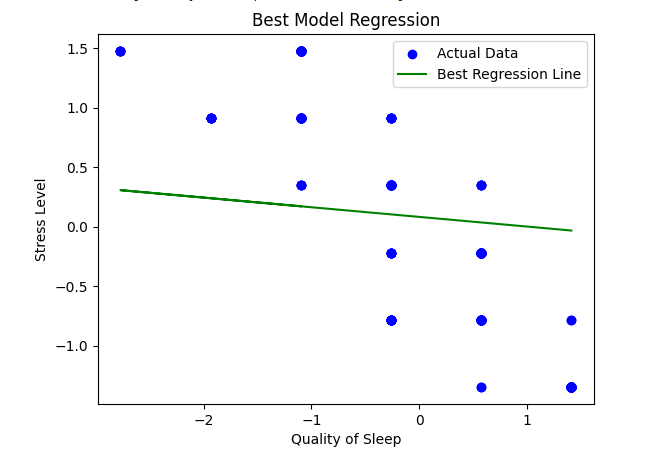 Best Model Regression
Actual Data
Best Regression Line
1.5
1.0
0.5
0.0
−0.5
−1.0
Stress Level
−2
−1
0
1
Quality of Sleep